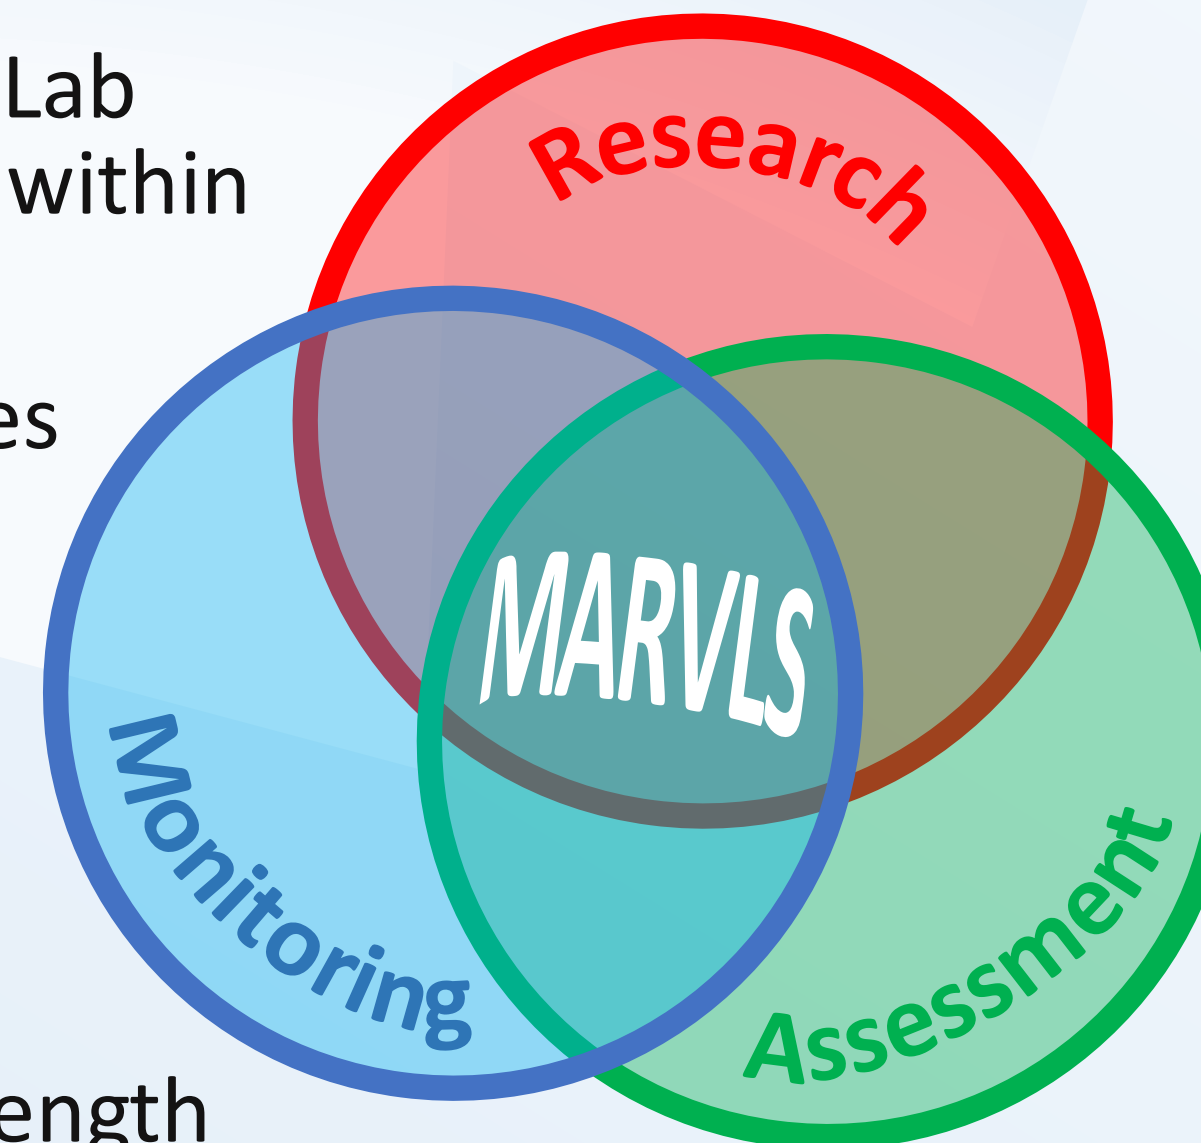 Lab
within
es
ength
Research
MARVLS
Monitoring
Assessment